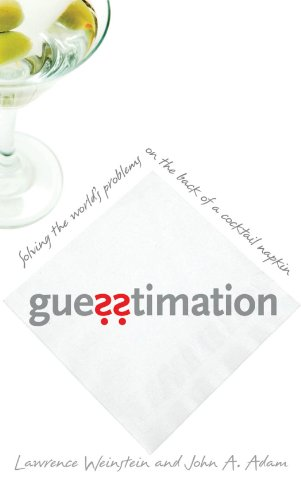 Solving the world's problems on the back of a cocktail napkin
guesstimation
Lawrence Weinstein and John A. Adam